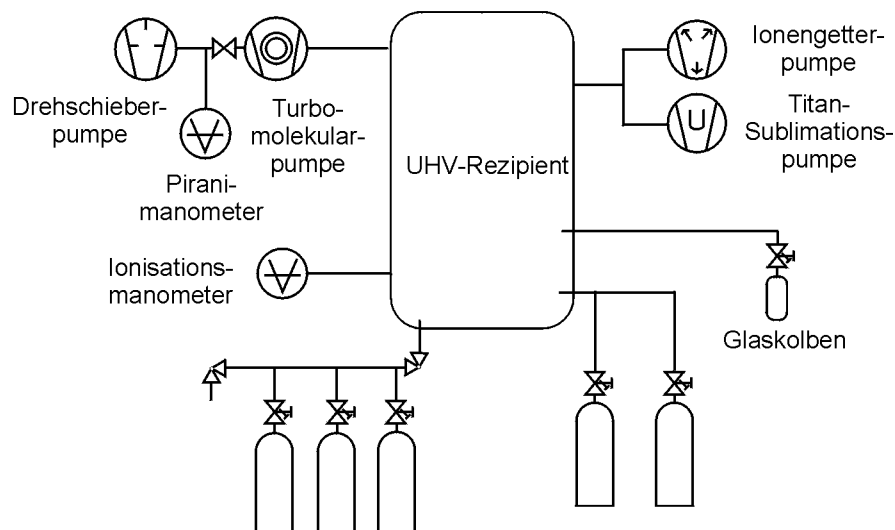 Drehschieber-
pumpe
Pirani-
manometer
Turbo-
molekular-
pumpe
UHV-Rezipient
Ionengetter-
pumpe
U
Titan-
Sublimations-
pumpe
Ionisations-
manometer
Glaskolben